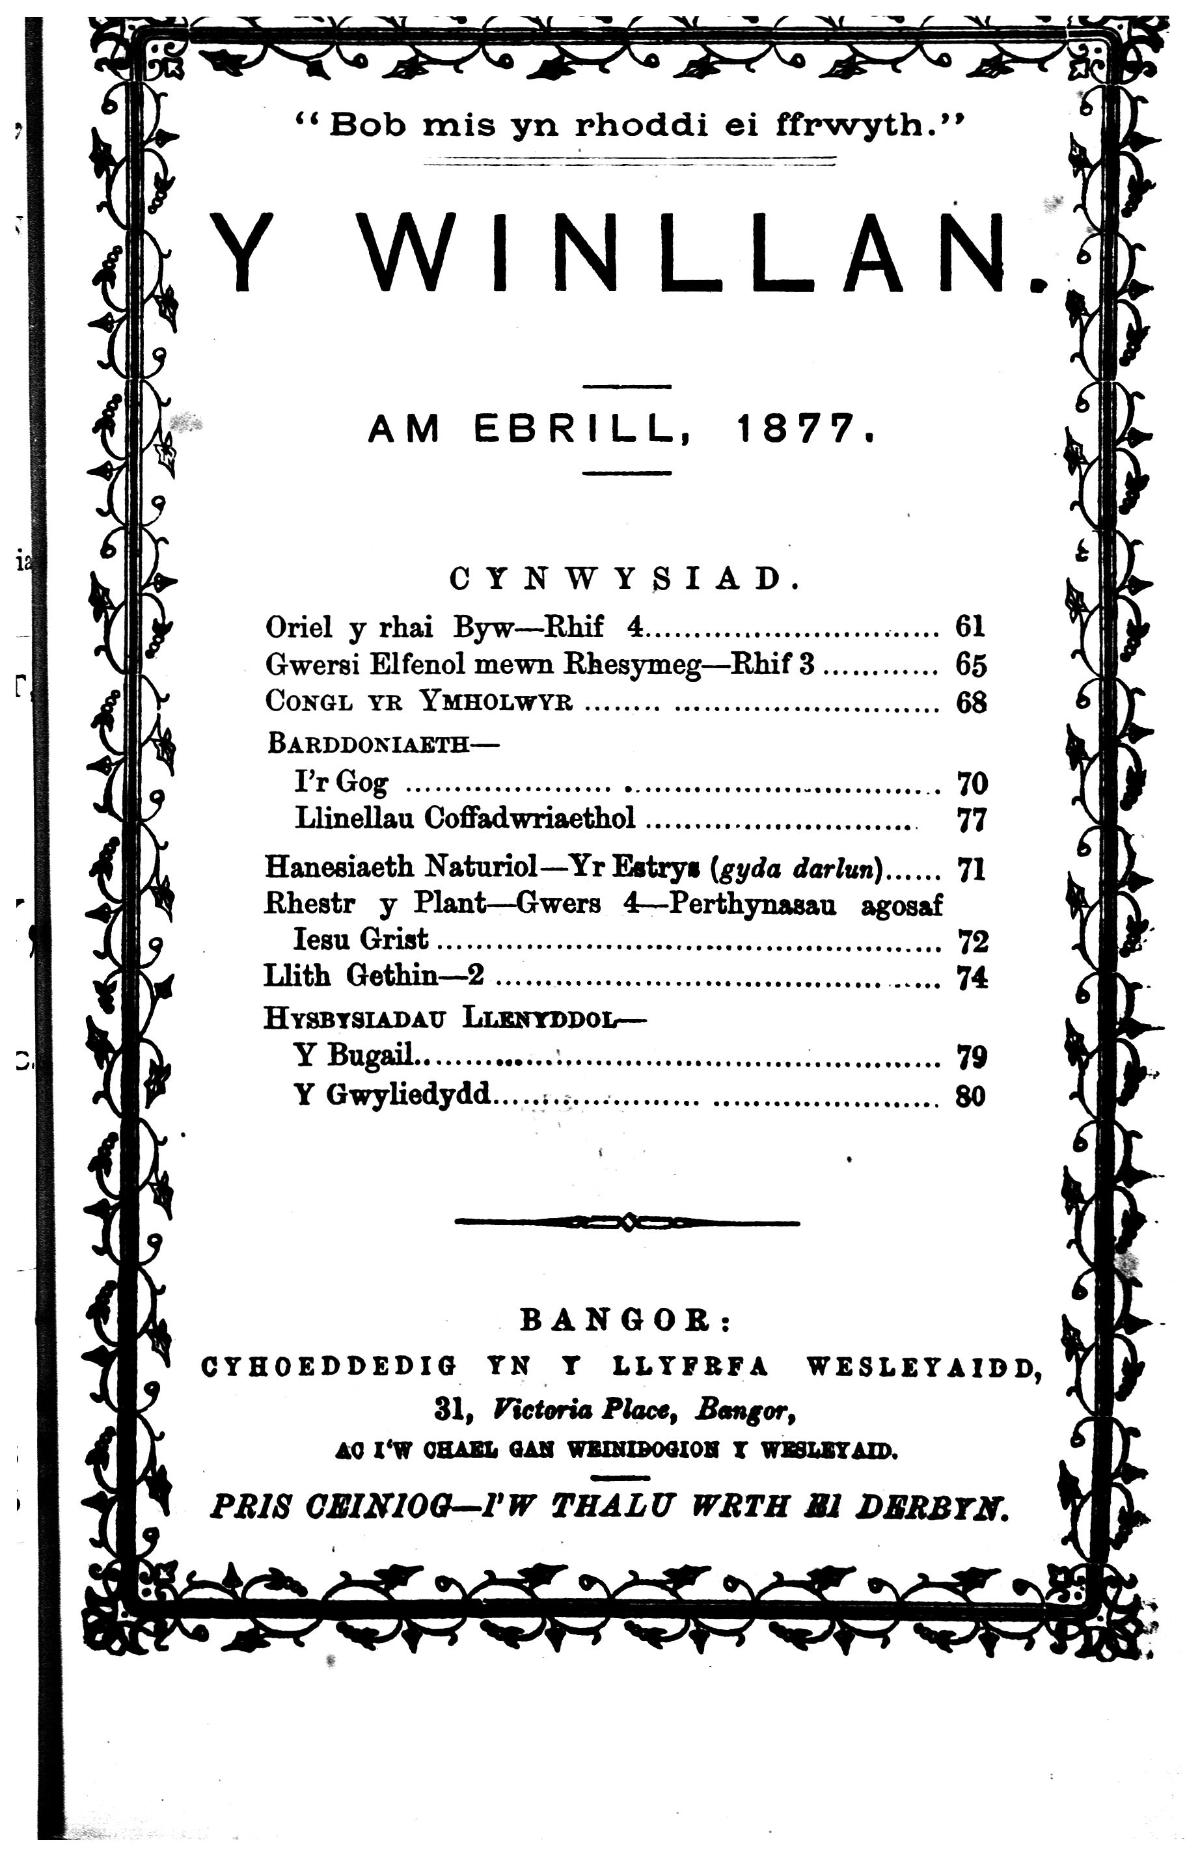 “Bob mis yn rhoddi ei ffrwyth.”
Y WINLLAN.
AM EBRILL, 1877.
CYNWYSIAD.
Oriel y rhai Byw—Rhif 4.............................. 61
Gwersi Elfenol mewn Rhesymeg—Rhif 3 ............ 65
CONGL YR YMHOLWYR ........ ........................... 68
BARDDONIAETH—
I’r Gog ..................... ................................ 70
Llinellau Coffadwriaethol ............................ 77
Hanesiaeth Naturiol—Yr Estrys (gyda darlun)...... 71
Rhestr y Plant—Gwers 4—Perthynasau agosaf
Iesu Grist .................................................... 72
Llith Gethin—2 ............................................. 74
HYSBYSIADAU LLENYDDOL—
Y Bugail..................................................... 79
Y Gwyliedydd..................... ....................... 80
BANGOR:
CYHOEDDEDIG YN Y LLYFRFA WESLEYAIDD,
31, Victoria Place, Bangor,
AC I‘W CHAEL GAN WEINIDOGION Y WESLEYAID.
PRIS CEINIOG—I’W THALU WRTH EI DERBYN.